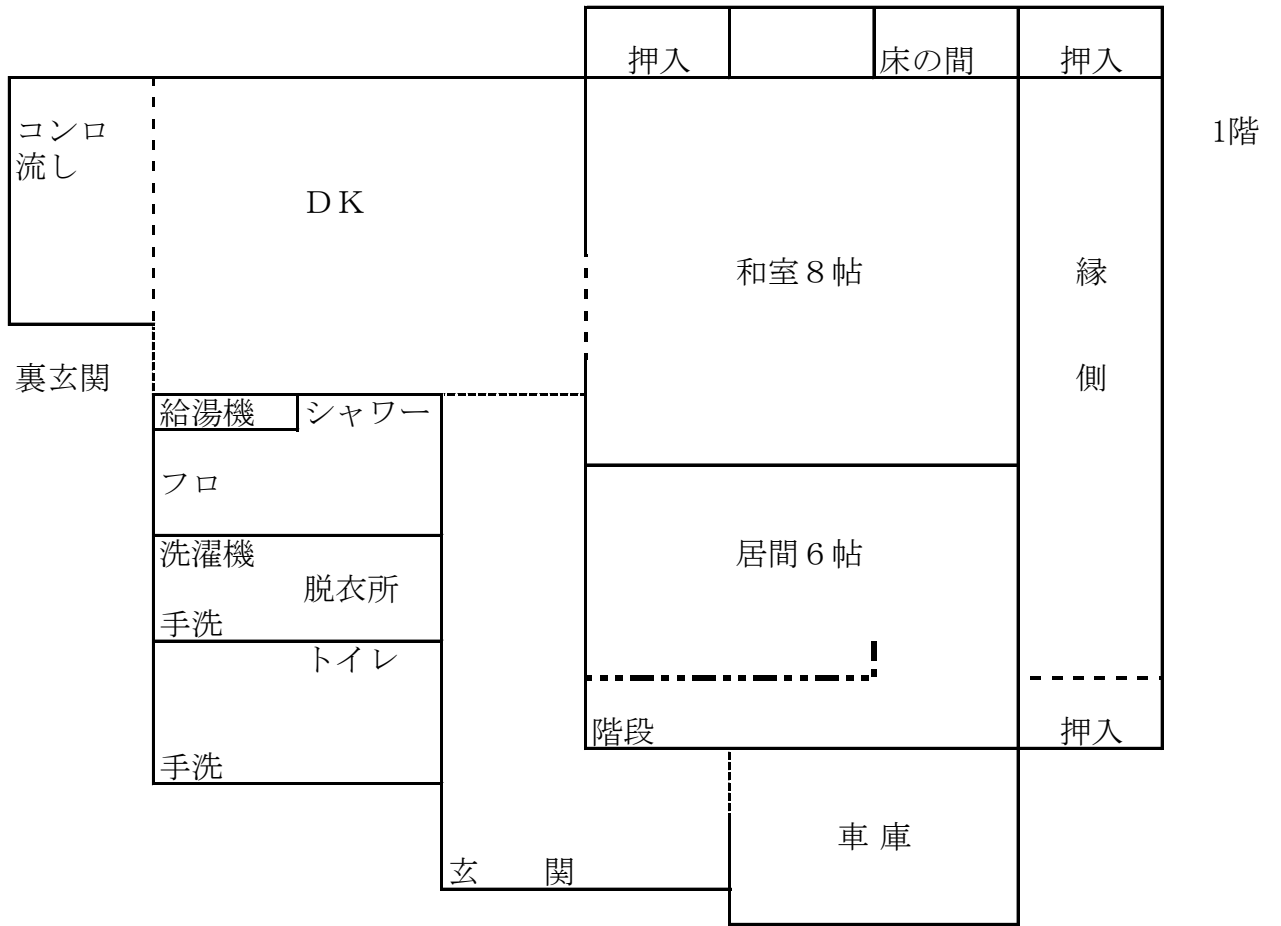 押入
床の間
押入
コンロ
流し
1階
ＤＫ
和室８帖
縁
側
裏玄関
給湯機
シャワー
フロ
洗濯機
脱衣所
手洗
居間６帖
トイレ
手洗
階段
押入
車庫
玄　関